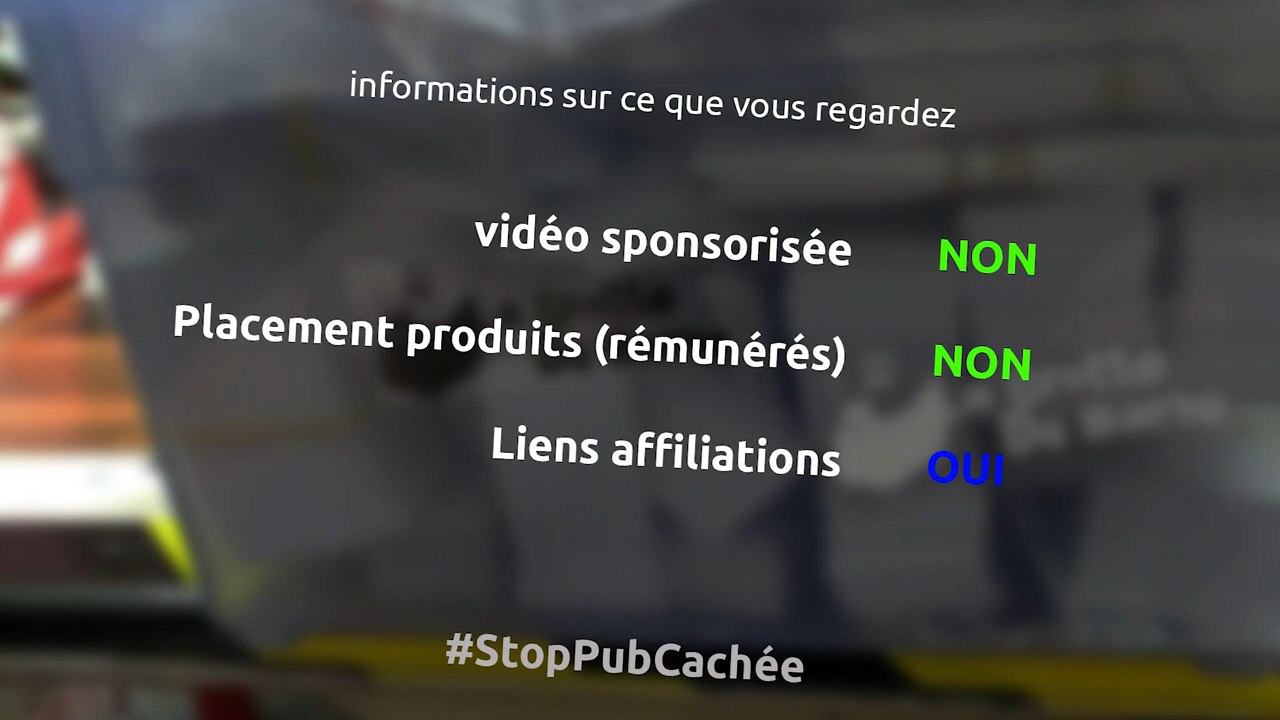 informations sur ce que vous regardez
vidéo sponsorisée NON
Placement produits (rémunérés) NON
Liens affiliations OUI
#StopPubCachée